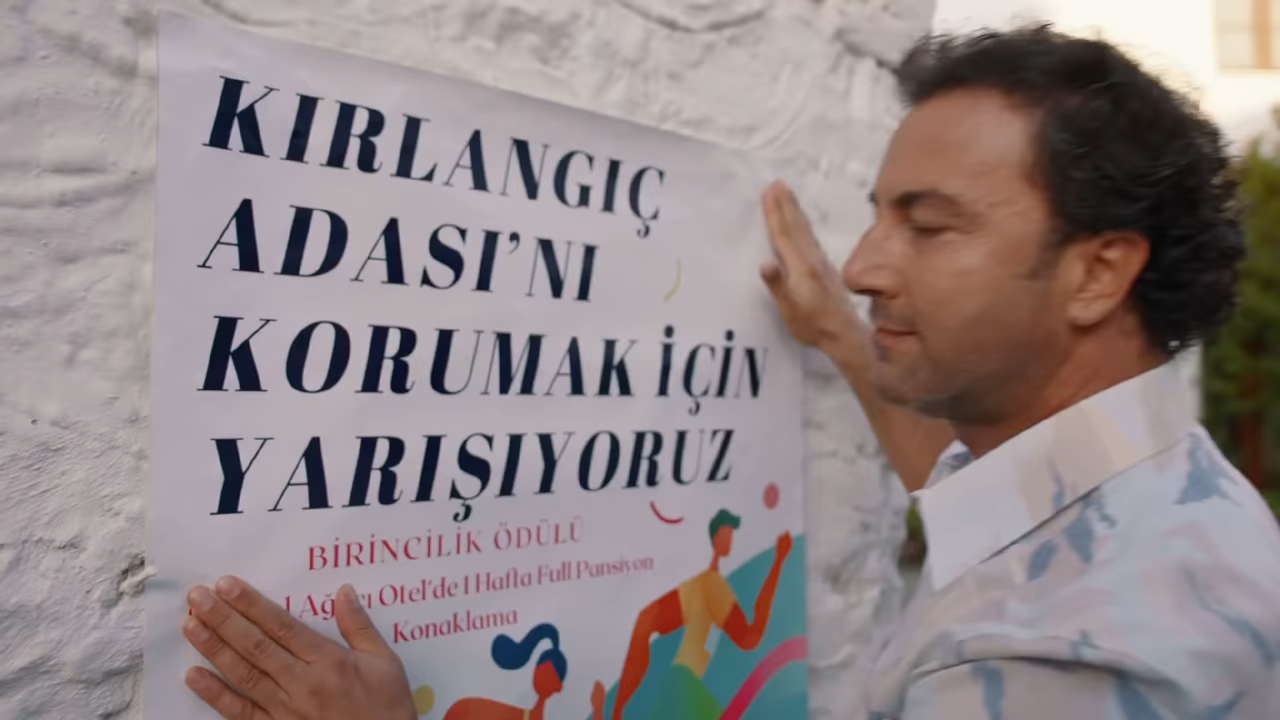 KIRLANGIÇ
ADASI’NI
KORUMAK İÇİN
YARIŞIYORUZ
BİRİNCİLİK ÖDÜLÜ
Otel'de 1 Hafta Full Pansiyon
Konaklama